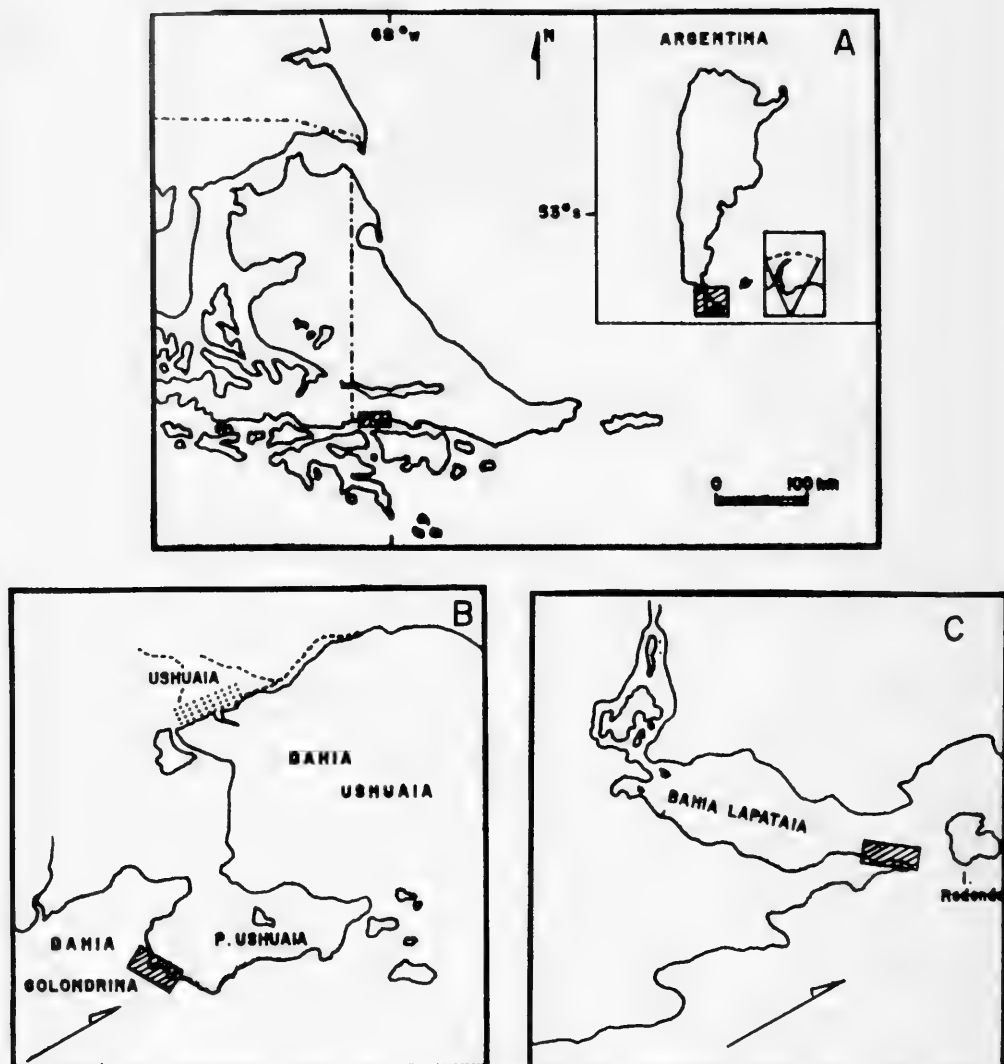 68°W
N
ARGENTINA
A
53°S
0 100 km
B
USHUAIA
BAHIA
USHUAIA
P. USHUAIA
BAHIA
GOLONDRINA
C
BAHIA LAPATAIA
I.
Redonda